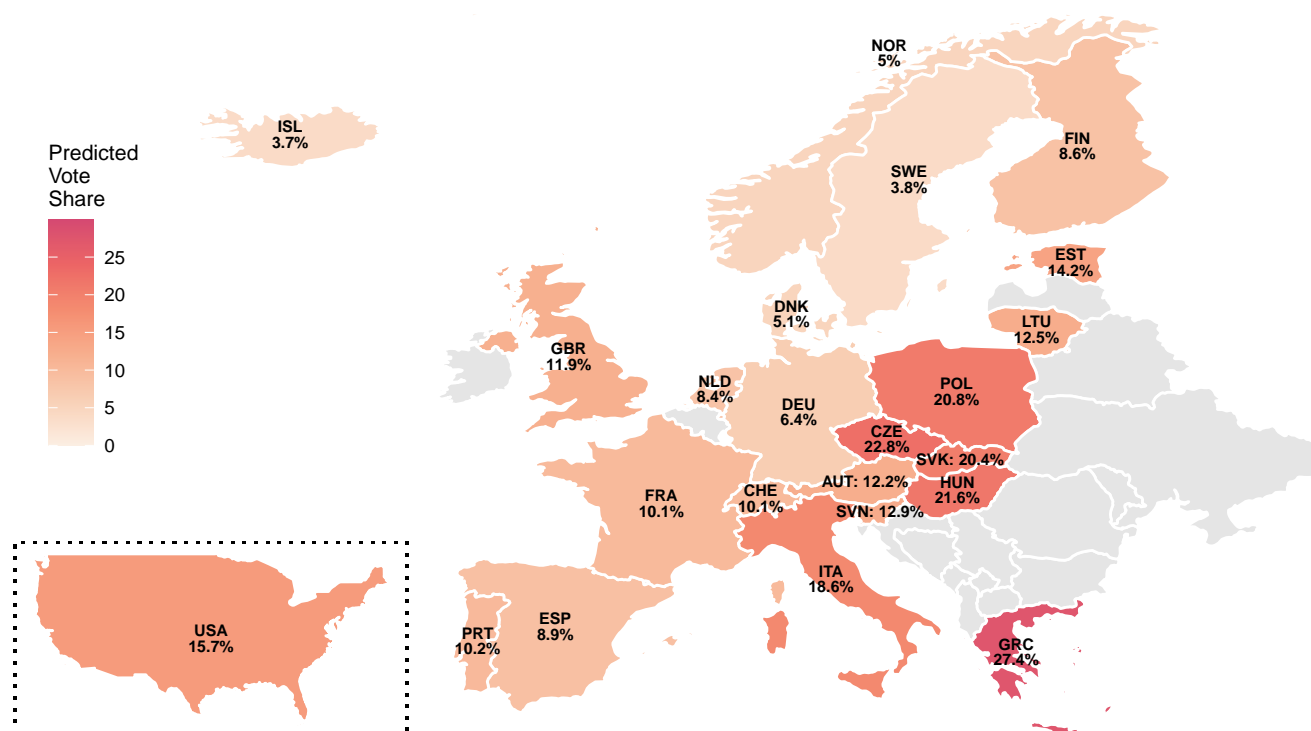 NOR
5%
ISL
3.7%
FIN
8.6%
Predicted
Vote
Share
SWE
3.8%
25
20
15
10
5
0
EST
14.2%
DNK
5.1%
LTU
12.5%
GBR
11.9%
NLD
8.4%
POL
20.8%
DEU
6.4%
CZE
22.8%
SVK: 20.4%
AUT: 12.2%
HUN
21.6%
FRA
10.1%
CHE
10.1%
SVN: 12.9%
ITA
18.6%
USA
15.7%
ESP
8.9%
PRT
10.2%
GRC
27.4%